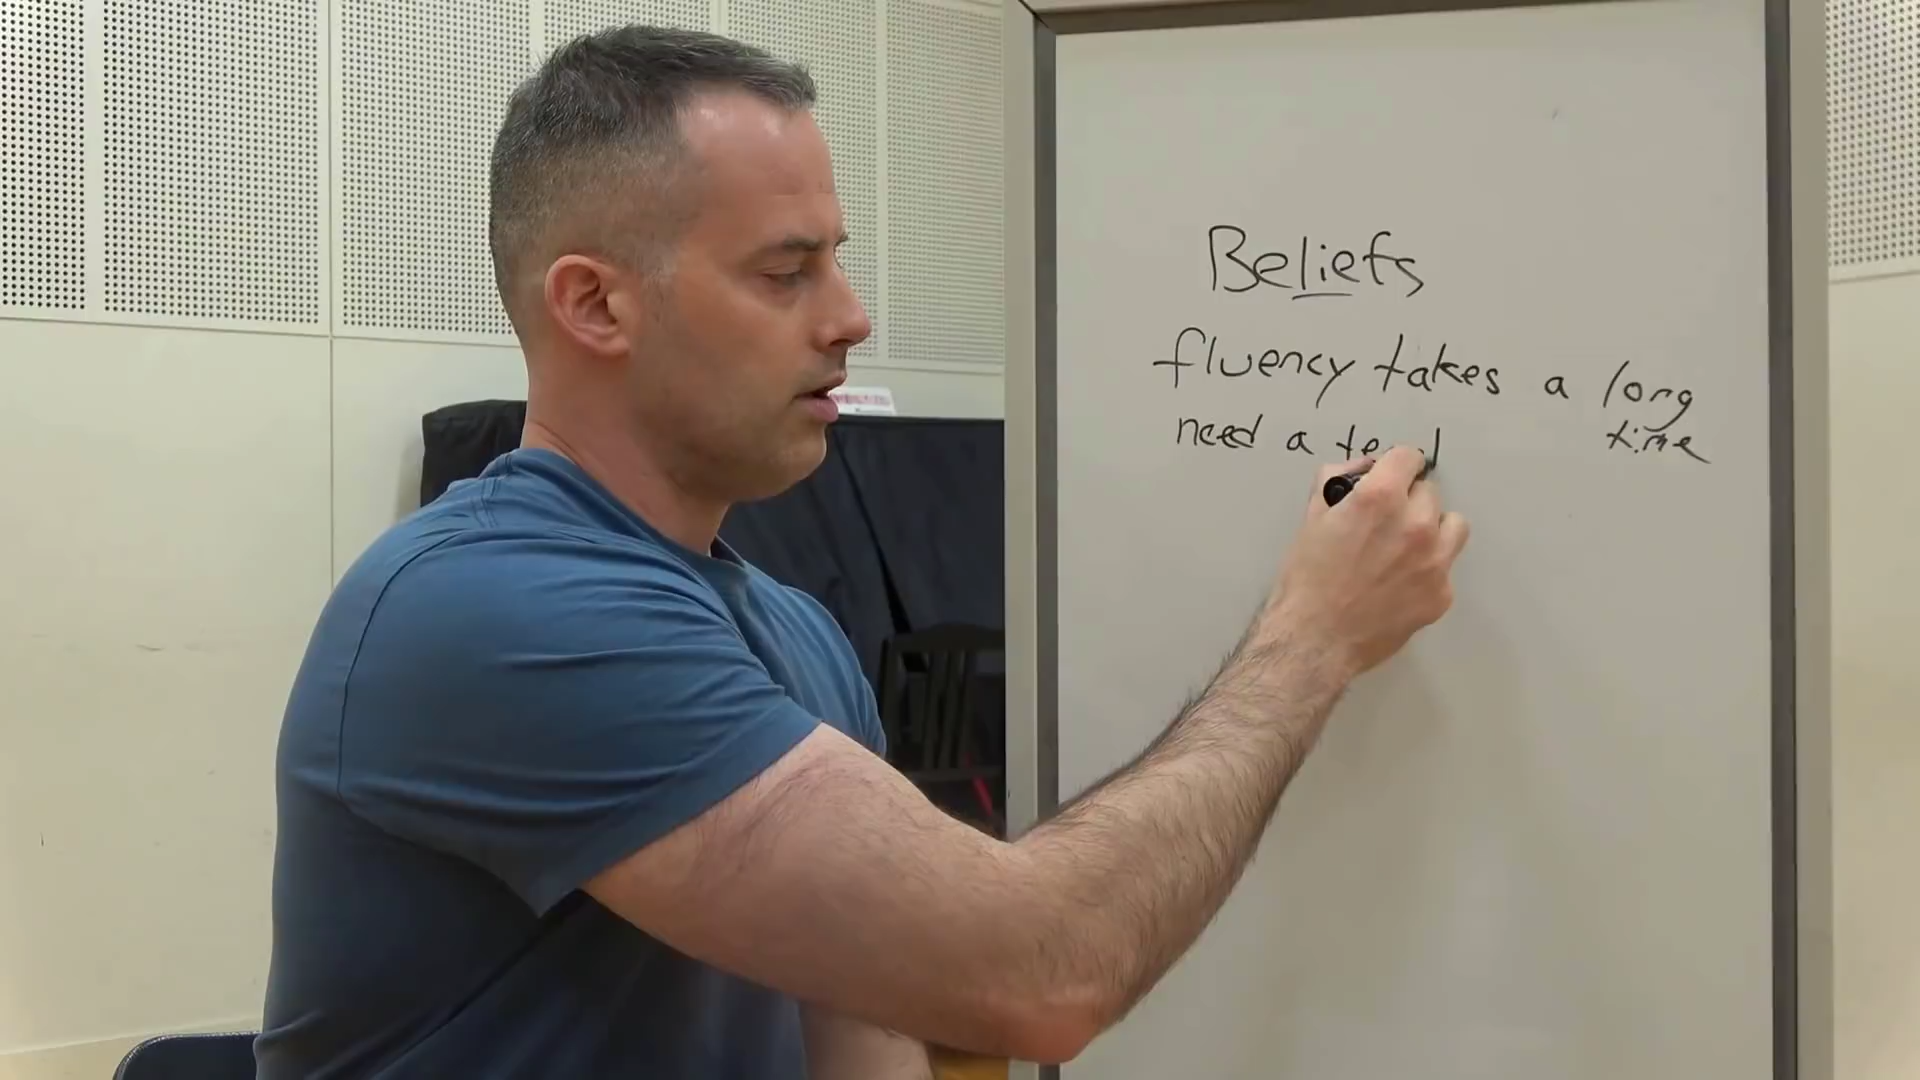 Beliefs
fluency takes a long
time
need a